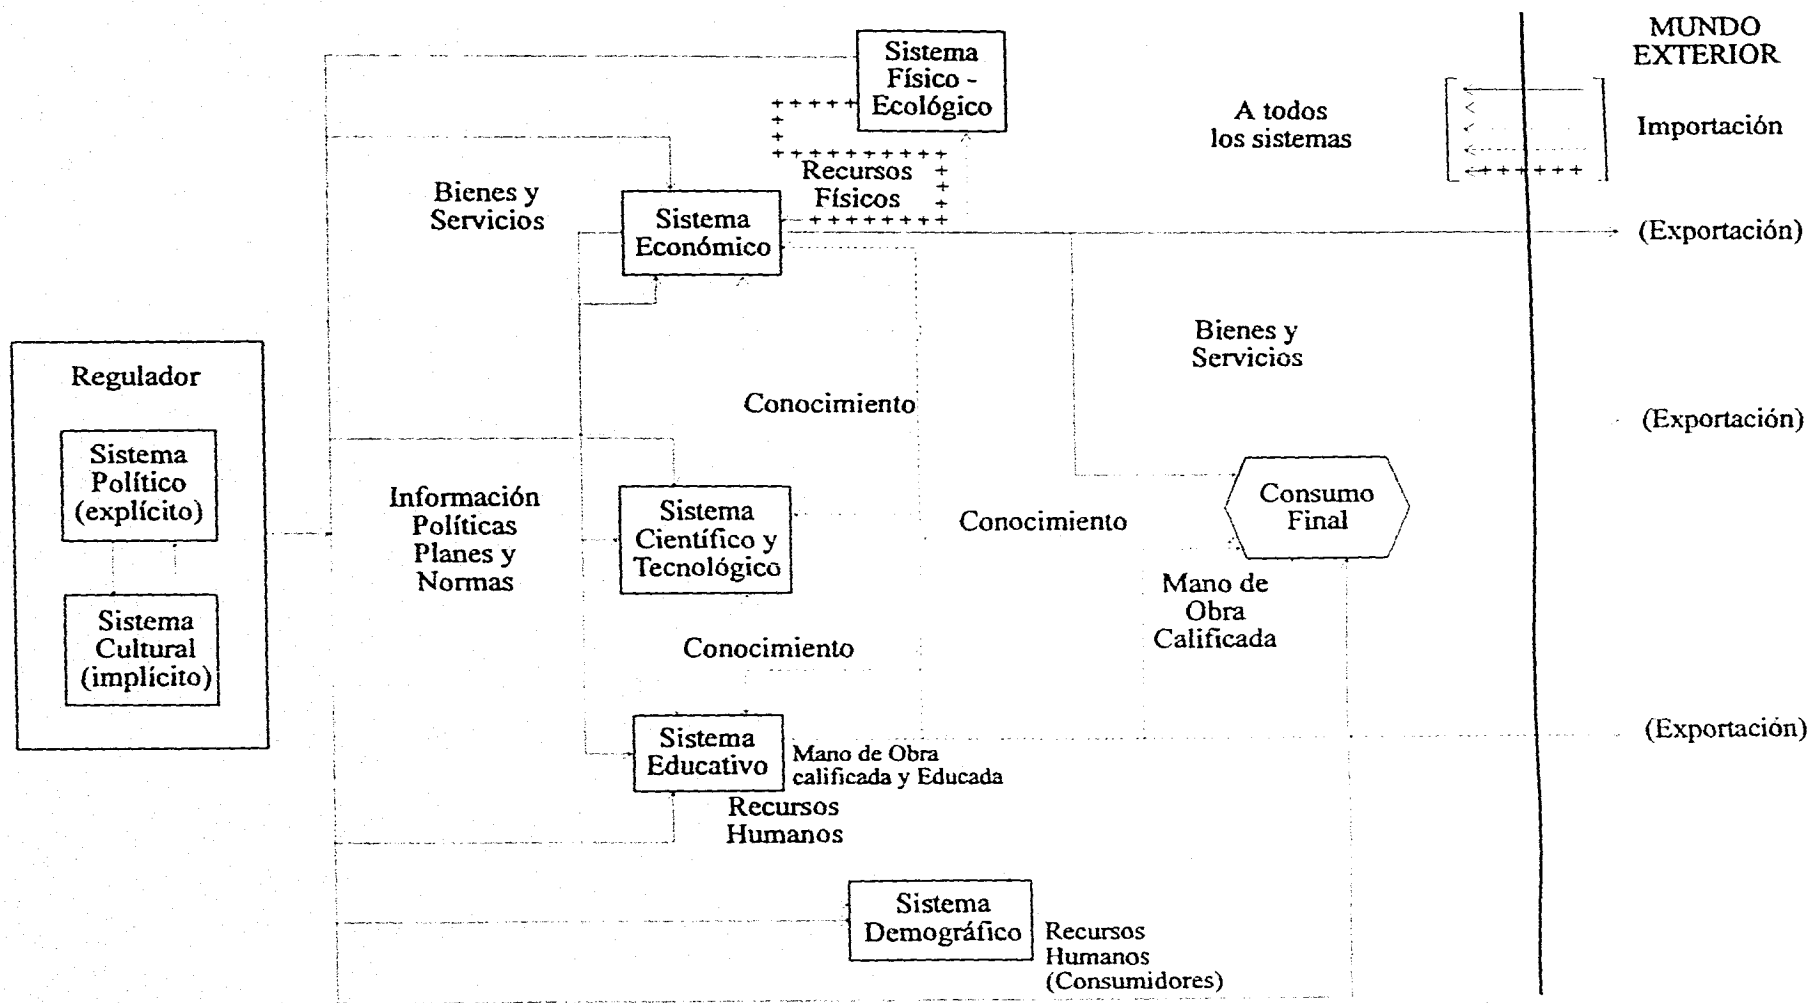 MUNDO
EXTERIOR
Sistema
Físico -
Ecológico
A todos
los sistemas
Importación
Recursos
Físicos
Bienes y
Servicios
Sistema
Económico
(Exportación)
Bienes y
Servicios
Regulador
Conocimiento
(Exportación)
Sistema
Político
(explícito)
Información
Políticas
Planes y
Normas
Sistema
Científico y
Tecnológico
Conocimiento
Consumo
Final
Mano de
Obra
Calificada
Sistema
Cultural
(implícito)
Conocimiento
Sistema
Educativo
Mano de Obra
calificada y Educada
(Exportación)
Recursos
Humanos
Sistema
Demográfico
Recursos
Humanos
(Consumidores)